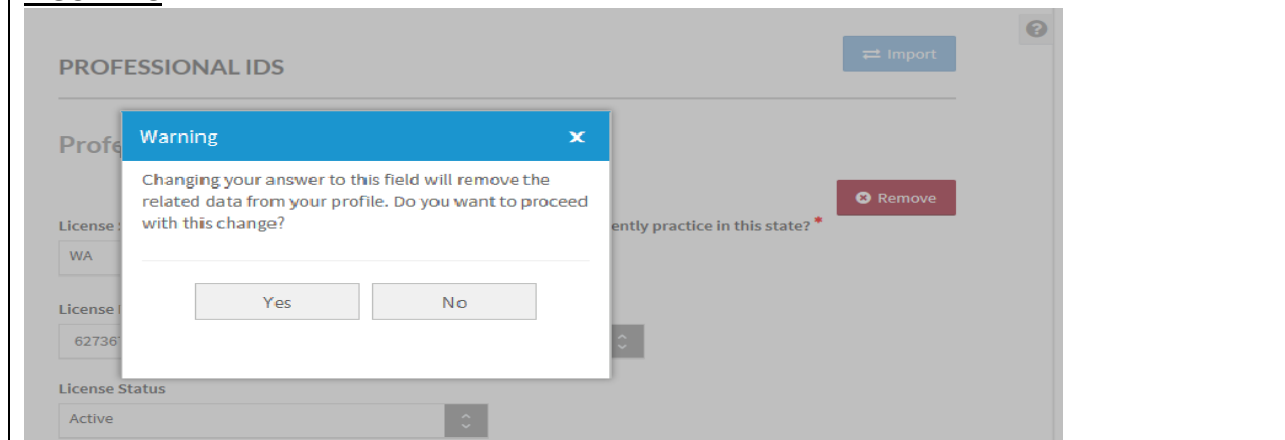 Import
PROFESSIONAL IDS
Warning
x
Profe
Changing your answer to this field will remove the
related data from your profile. Do you want to proceed
with this change?
Remove
License
ently practice in this state? *
WA
Yes
No
License
62736
License Status
Active